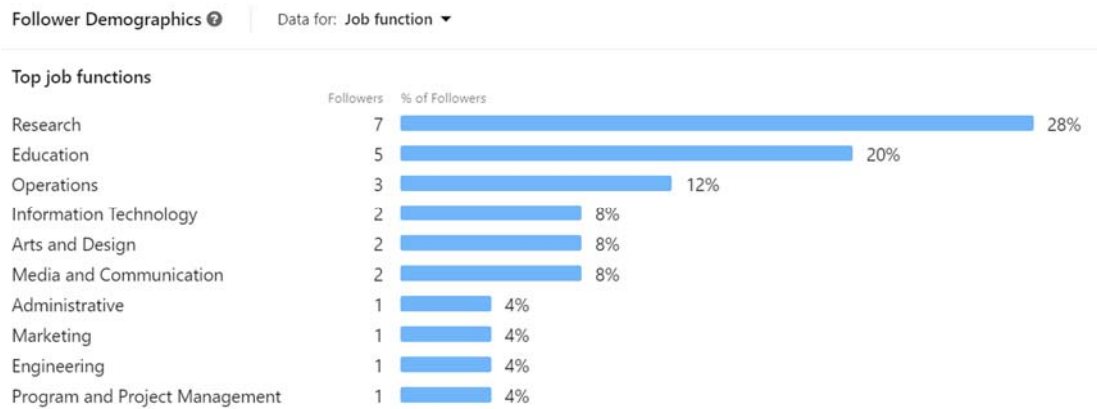 Follower Demographics ? Data for: Job function
Top job functions
Followers % of Followers
Research 7 28%
Education 5 20%
Operations 3 12%
Information Technology 2 8%
Arts and Design 2 8%
Media and Communication 2 8%
Administrative 1 4%
Marketing 1 4%
Engineering 1 4%
Program and Project Management 1 4%